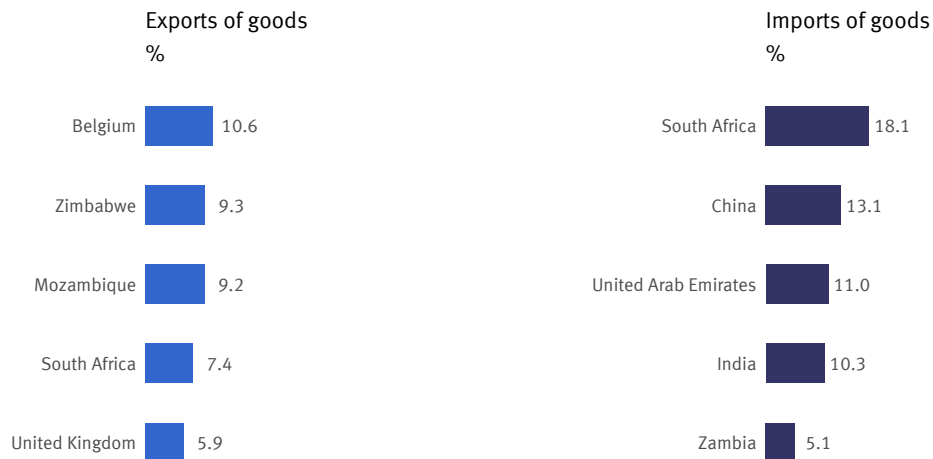 Exports of goods
%
Belgium 10.6
Zimbabwe 9.3
Mozambique 9.2
South Africa 7.4
United Kingdom 5.9
Imports of goods
%
South Africa 18.1
China 13.1
United Arab Emirates 11.0
India 10.3
Zambia 5.1